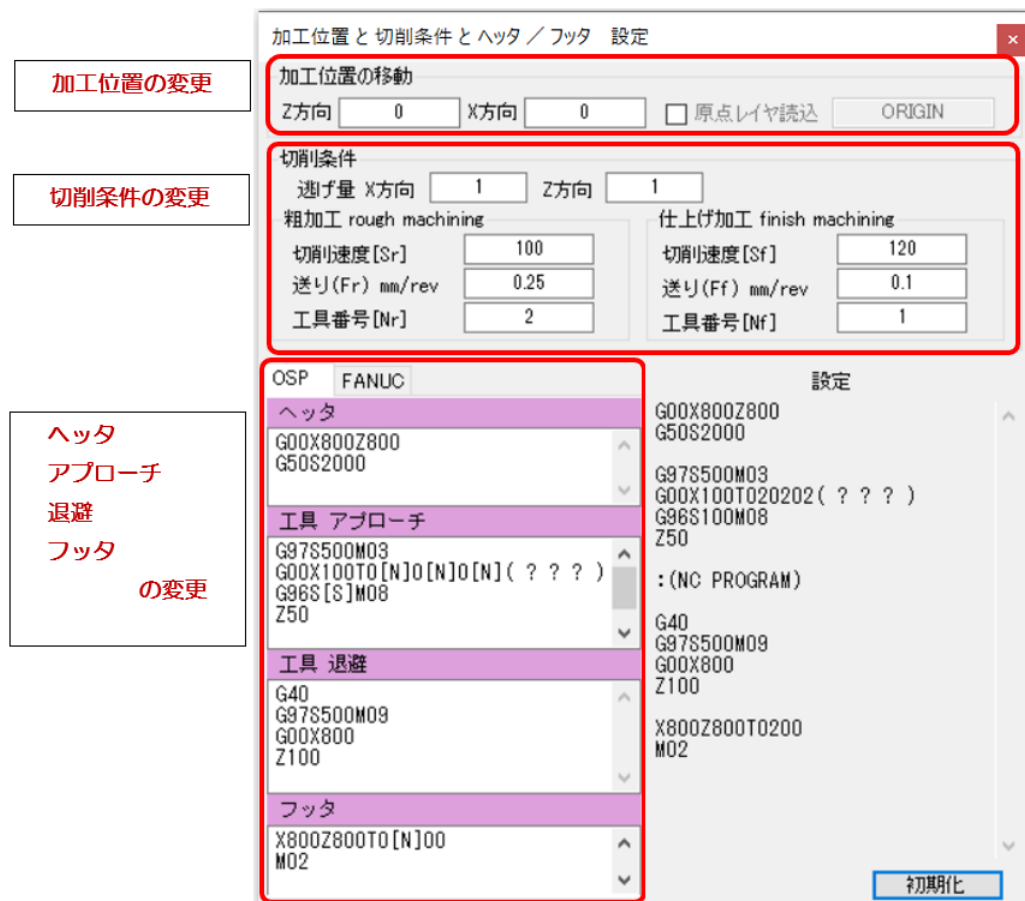 加工位置と切削条件とヘッタ／フッタ 設定
×
加工位置の変更
加工位置の移動
Z方向 0 X方向 0 原点レイヤ読込 ORIGIN
切削条件の変更
切削条件
逃げ量 X方向 1 Z方向 1
粗加工 rough machining
切削速度[Sr] 100
送り(Fr) mm/rev 0.25
工具番号[Nr] 2
仕上げ加工 finish machining
切削速度[Sf] 120
送り(Ff) mm/rev 0.1
工具番号[Nf] 1
ヘッタ
アプローチ
退避
フッタ
の変更
OSP FANUC
ヘッタ
G00X800Z800
G50S2000
工具 アプローチ
G97S500M03
G00X100T0[N]0[N]0[N](？？？)
G96S[S]M08
Z50
工具 退避
G40
G97S500M09
G00X800
Z100
フッタ
X800Z800T0[N]00
M02
設定
G00X800Z800
G50S2000
G97S500M03
G00X100T020202(？？？)
G96S100M08
Z50
:(NC PROGRAM)
G40
G97S500M09
G00X800
Z100
X800Z800T0200
M02
初期化